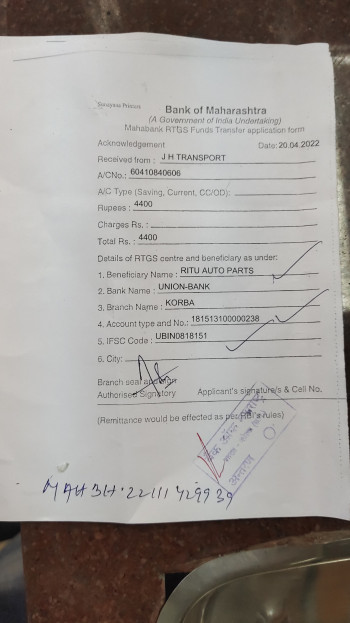 Bank of Maharashtra
(A Government of India Undertaking)
Mahabank RTGS Funds Transfer application form
Acknowledgement Date: 20.04.2022
Received from : J H TRANSPORT
A/CNo.: 60410840606
A/C Type (Saving, Current, CC/OD):
Rupees : 4400
Charges Rs. :
Total Rs. : 4400
Details of RTGS centre and beneficiary as under:
1. Beneficiary Name : RITU AUTO PARTS
2. Bank Name : UNION-BANK
3. Branch Name : KORBA
4. Account type and No.: 181513100000238
5. IFSC Code : UBIN0818151
6. City:
Branch seal and sign
Authorised Signatory Applicant's signature/s & Cell No.
(Remittance would be effected as per RBI's rules)